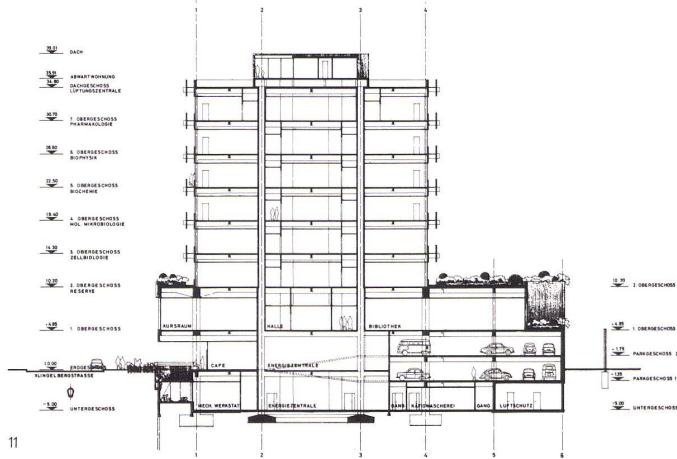 1 2 3 4
39.01 DACH
35.91 ABWARTWOHNUNG
34.80 DACHGESCHOSS
LÜFTUNGSZENTRALE
30.70 7. OBERGESCHOSS
PHARMAKOLOGIE
26.60 6. OBERGESCHOSS
BIOPHYSIK
22.50 5. OBERGESCHOSS
BIOCHEMIE
18.40 4. OBERGESCHOSS
MOL. MIKROBIOLOGIE
14.30 3. OBERGESCHOSS
ZELLBIOLOGIE
10.20 2. OBERGESCHOSS
RESERVE
2. OBERGESCHOSS
KURSRAUM HALLE BIBLIOTHEK
+4.85 1. OBERGESCHOSS
+4.85 1. OBERGESCHOSS
+1.75 PARKGESCHOSS 2
±0.00
CAFE ENERGIEZENTRALE
KLINGELBERGSTRASSE
-1.35 PARKGESCHOSS 1
MECH. WERKSTAT ENERGIEZENTRALE GANG GANG LUFTSCHUTZ
-5.00 UNTERGESCHOSS
-5.00 UNTERGESCHOSS
11
1 2 3 4 5 6